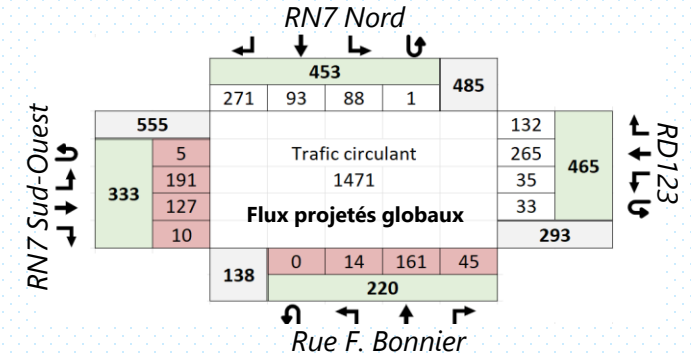 RN7 Nord
453
485
271 93 88 1
555
132
5
Trafic circulant
265
465
333
191
1471
35
127
Flux projetés globaux
33
10
293
138
0 14 161 45
220
RN7 Sud-Ouest
RD123
Rue F. Bonnier